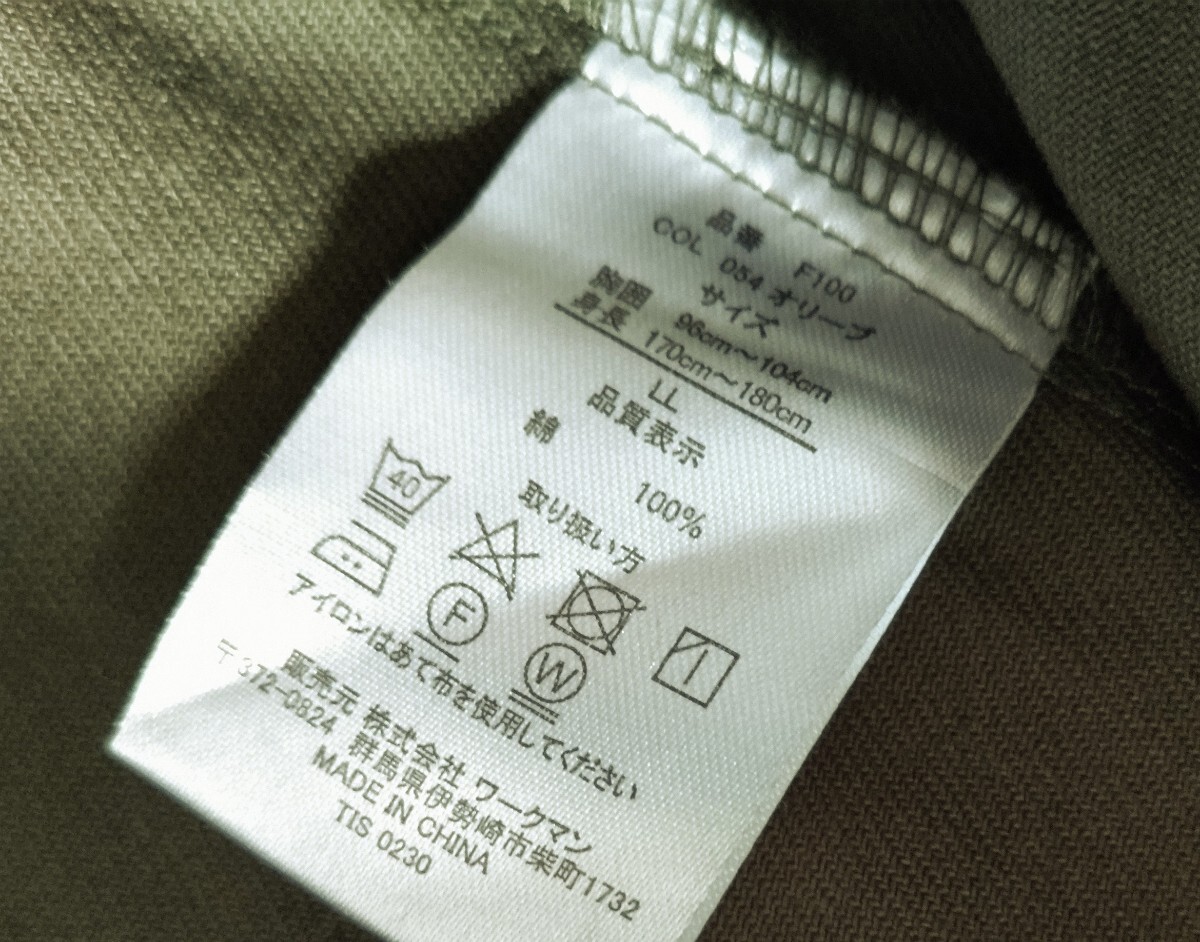 品番 F100
COL 054 オリーブ
サイズ
胸囲 96cm～104cm
身長 170cm～180cm
LL
品質表示
綿 100%
取り扱い方
40
F
W
アイロンはあて布を使用してください
販売元 株式会社 ワークマン
〒372-0824 群馬県伊勢崎市柴町1732
MADE IN CHINA
TIS 0230